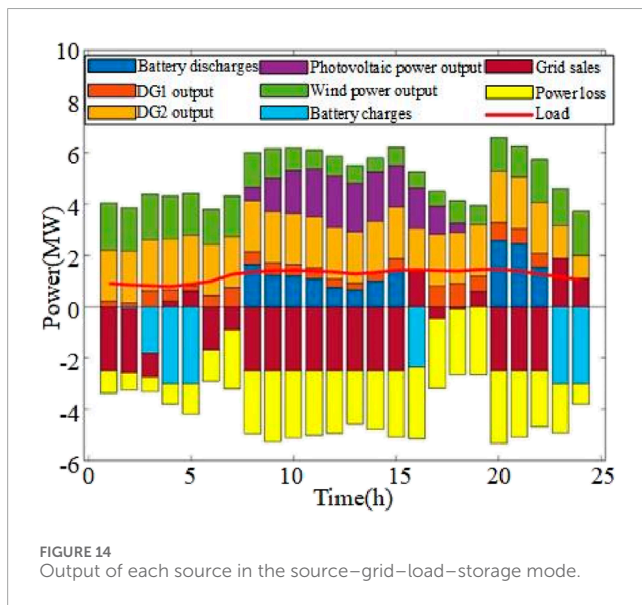 10
8
6
4
2
0
-2
-4
-6
Power(MW)
Battery discharges
DG1 output
DG2 output
Photovoltaic power output
Wind power output
Battery charges
Grid sales
Power loss
Load
0
5
10
15
20
25
Time(h)
FIGURE 14
Output of each source in the source–grid–load–storage mode.